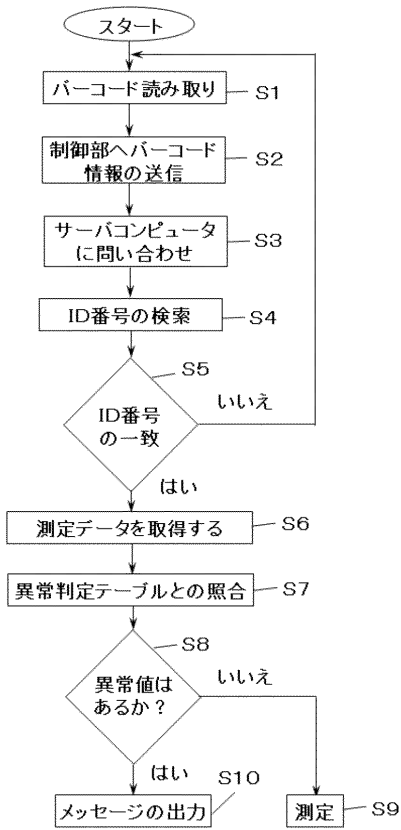 スタート
バーコード読み取り
S1
制御部へバーコード
情報の送信
S2
サーバコンピュータ
に問い合わせ
S3
ID番号の検索
S4
S5
ID番号
の一致
いいえ
はい
測定データを取得する
S6
異常判定テーブルとの照合
S7
S8
異常値は
あるか？
いいえ
はい
S10
メッセージの出力
測定
S9